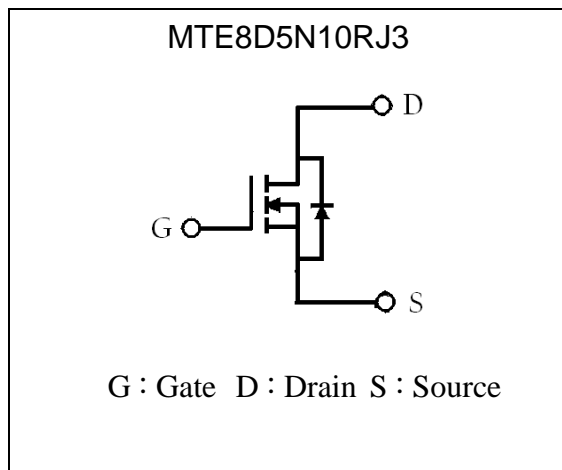 MTE8D5N10RJ3
D
G
S
G：Gate D：Drain S：Source